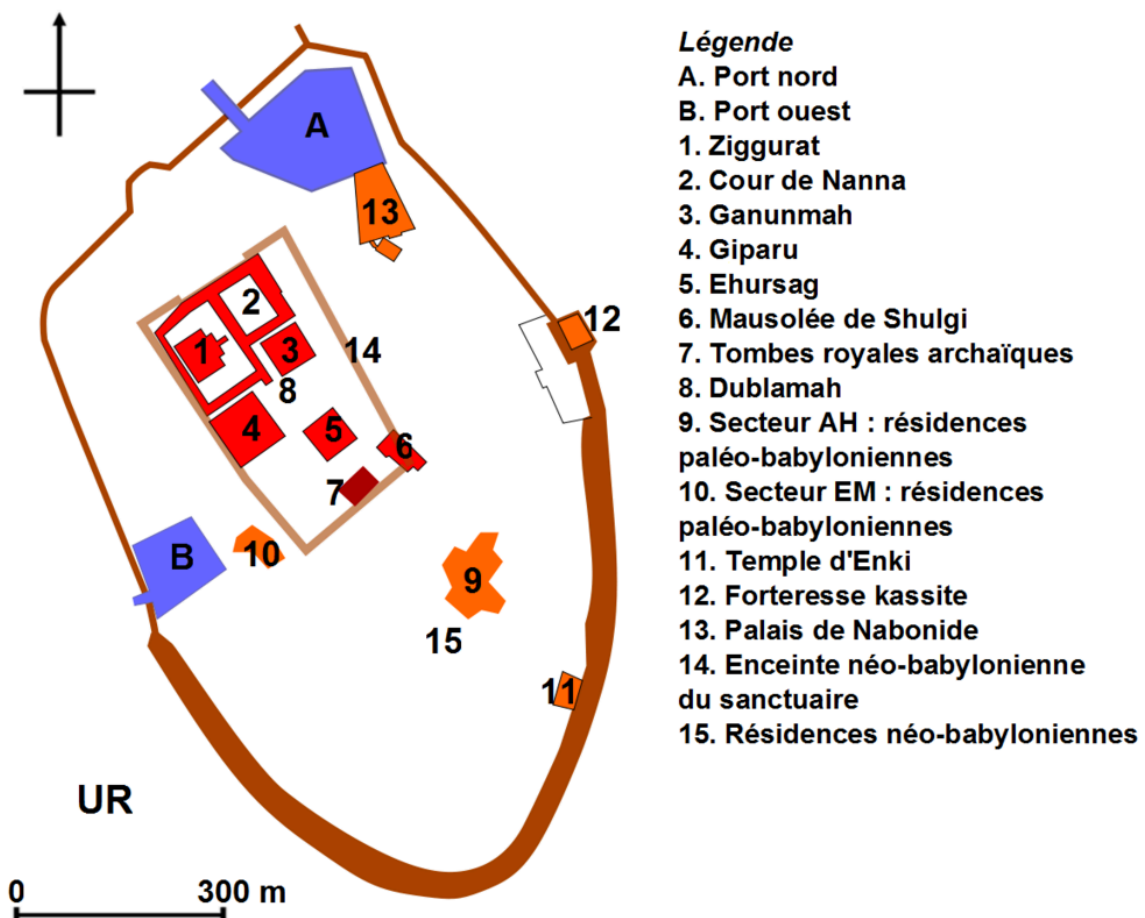 Légende
A. Port nord
B. Port ouest
1. Ziggurat
2. Cour de Nanna
3. Ganunmah
4. Giparu
5. Ehursag
6. Mausolée de Shulgi
7. Tombes royales archaïques
8. Dublamah
9. Secteur AH : résidences
paléo-babyloniennes
10. Secteur EM : résidences
paléo-babyloniennes
11. Temple d'Enki
12. Forteresse kassite
13. Palais de Nabonide
14. Enceinte néo-babylonienne
du sanctuaire
15. Résidences néo-babyloniennes
A
13
2
12
1
3
14
8
4
5
6
7
B
10
9
15
11
UR
0 300 m